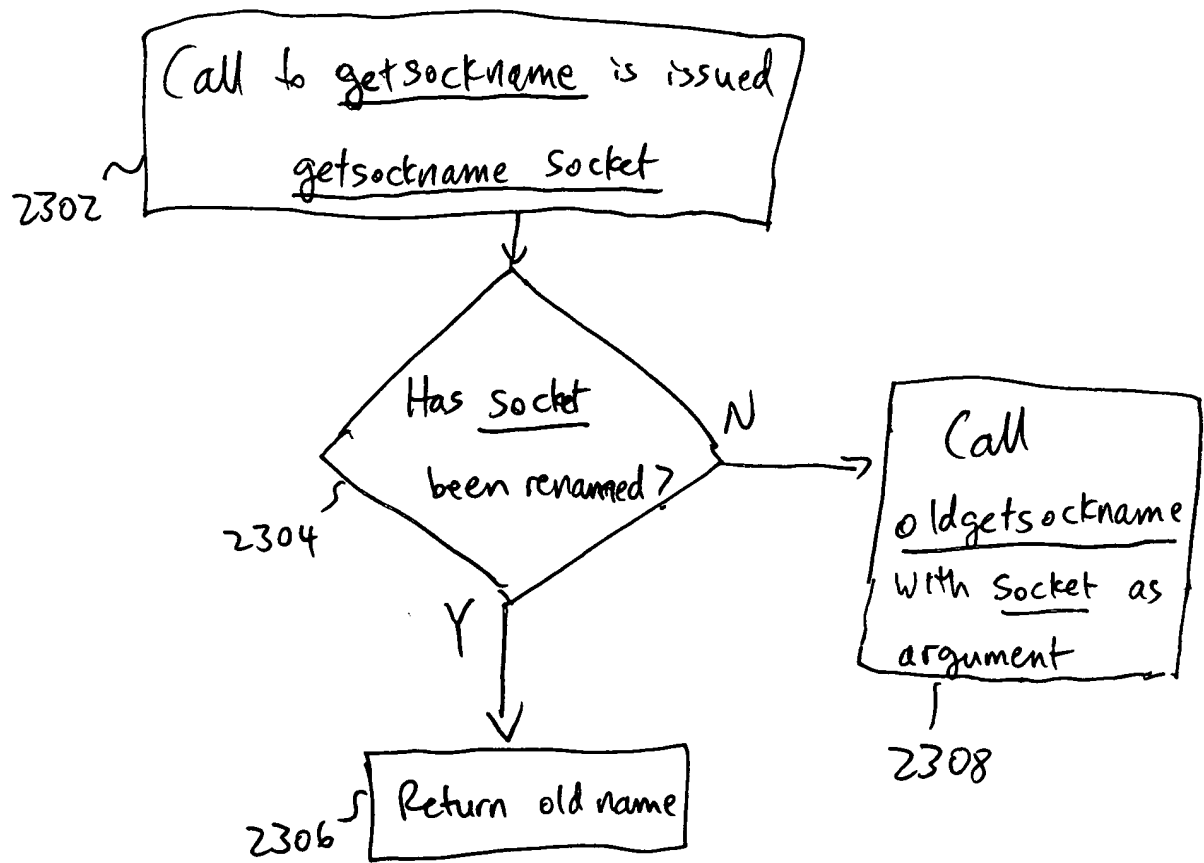 Call to getsockname is issued
getsockname socket
2302
Has socket
been renamed?
2304
N
Y
Call
oldgetsockname
with socket as
argument
2308
Return old name
2306